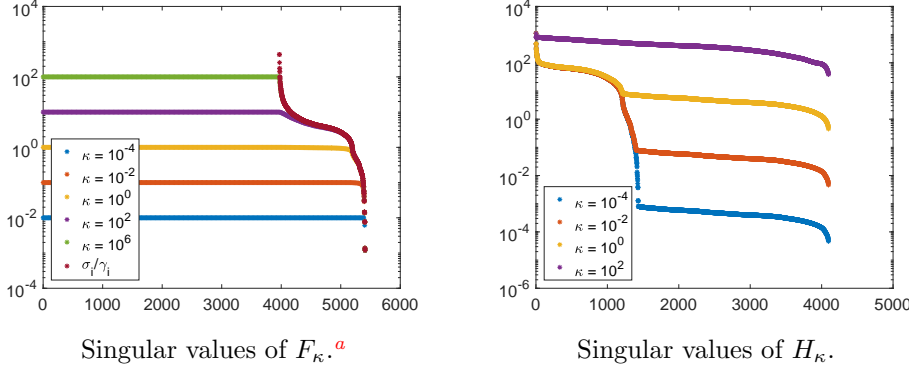 10^4
10^2
10^0
10^-2
10^-4
κ = 10^-4
κ = 10^-2
κ = 10^0
κ = 10^2
κ = 10^6
σ_i/γ_i
0 1000 2000 3000 4000 5000 6000
Singular values of F_κ.^a
10^4
10^2
10^0
10^-2
10^-4
10^-6
κ = 10^-4
κ = 10^-2
κ = 10^0
κ = 10^2
0 1000 2000 3000 4000 5000
Singular values of H_κ.